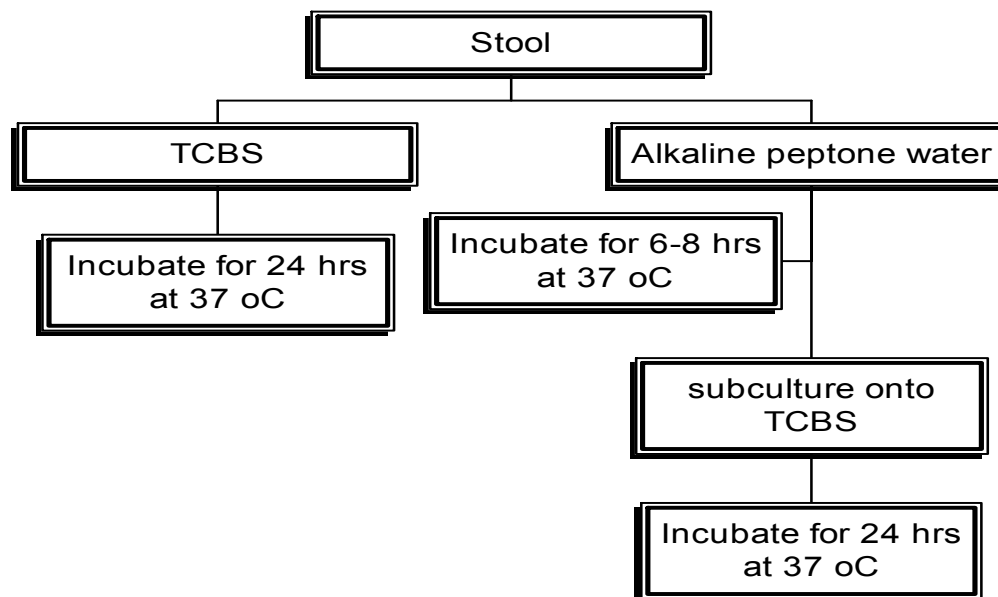 Stool
TCBS
Alkaline peptone water
Incubate for 24 hrs
at 37 oC
Incubate for 6-8 hrs
at 37 oC
subculture onto
TCBS
Incubate for 24 hrs
at 37 oC